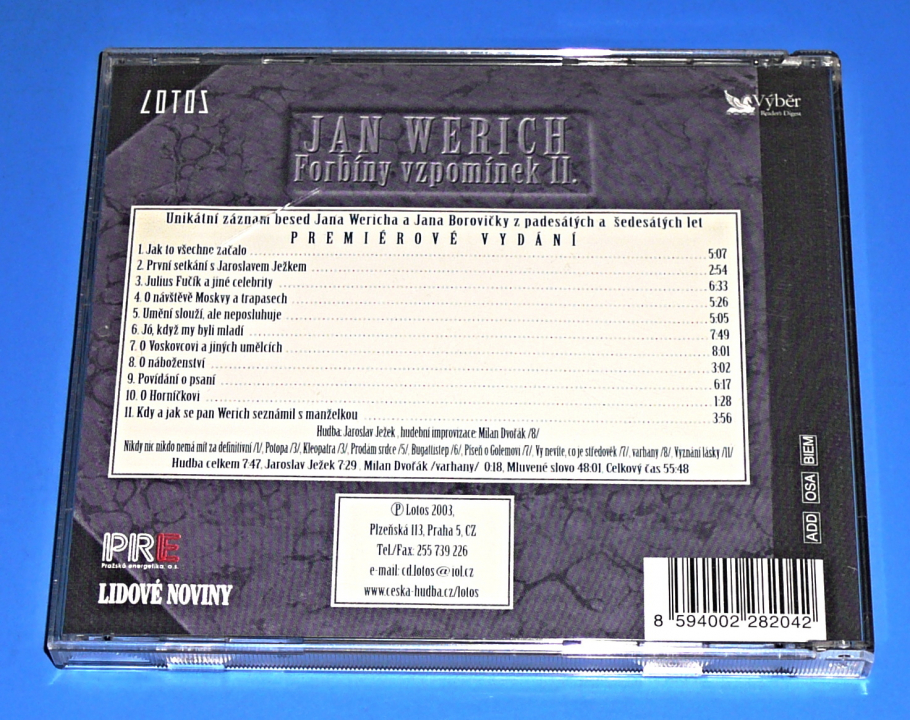 LOTOS
Výběr
Reader's Digest
JAN WERICH
Forbíny vzpomínek II.
Unikátní záznam besed Jana Wericha a Jana Borovičky z padesátých a šedesátých let
PREMIÉROVÉ VYDÁNÍ
1. Jak to všechne začalo 5:07
2. První setkání s Jaroslavem Ježkem 2:54
3. Julius Fučík a jiné celebrity 6:33
4. O návštěvě Moskvy a trapasech 5:26
5. Umění slouží, ale neposluhuje 5:05
6. Jó, když my byli mladí 7:49
7. O Voskovcovi a jiných umělcích 8:01
8. O náboženství 3:02
9. Povídání o psaní 6:17
10. O Horníčkovi 1:28
11. Kdy a jak se pan Werich seznámil s manželkou 3:56
Hudba: Jaroslav Ježek , hudební improvizace: Milan Dvořák /8/
Nikdy nic nikdo nemá mít za definitivní /1/, Potopa /3/, Kleopatra /3/, Prodám srdce /5/, Bugatistep /6/, Píseň o Golemovi /7/, Vy nevíte, co je středověk /7/, varhany /8/, Vyznání lásky /11/
Hudba celkem 7:47, Jaroslav Ježek 7:29 , Milan Dvořák /varhany/ 0:18, Mluvené slovo 48:01, Celkový čas 55:48
Ⓟ Lotos 2003,
Plzeňská 113, Praha 5, CZ
Tel./Fax: 255 739 226
e-mail: cd.lotos@iol.cz
www.ceska-hudba.cz/lotos
PRE
Pražská energetika, a.s.
LIDOVÉ NOVINY
ADD OSA BIEM
8 594002 282042